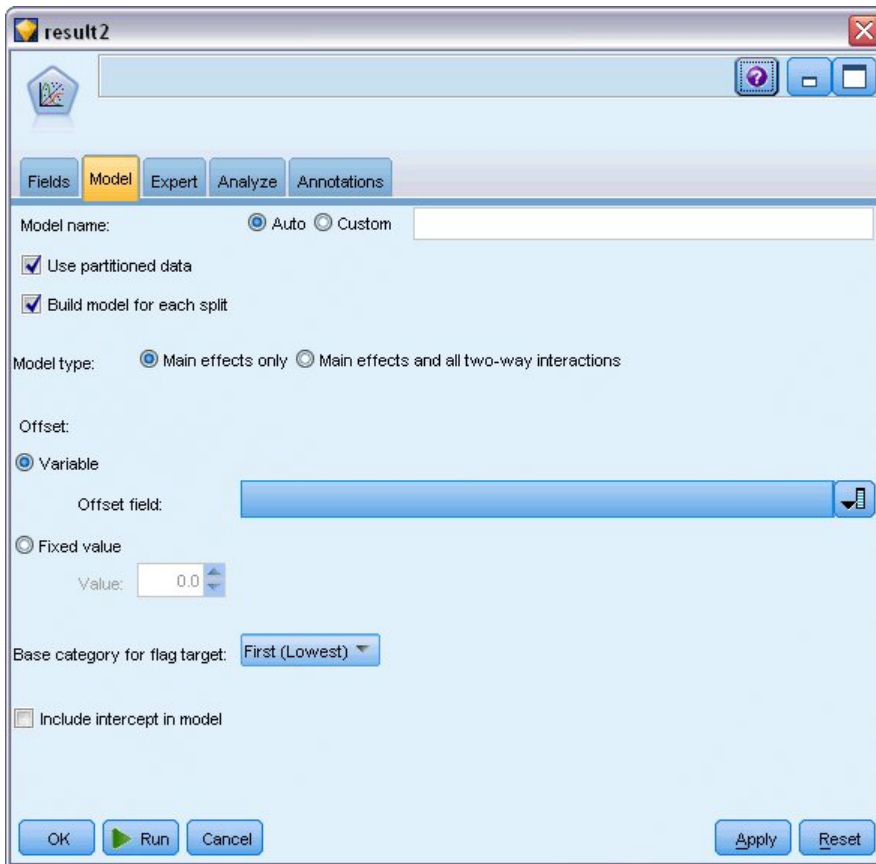 result2
Fields Model Expert Analyze Annotations
Model name: Auto Custom
Use partitioned data
Build model for each split
Model type: Main effects only Main effects and all two-way interactions
Offset:
Variable
Offset field:
Fixed value
Value: 0.0
Base category for flag target: First (Lowest)
Include intercept in model
OK Run Cancel Apply Reset